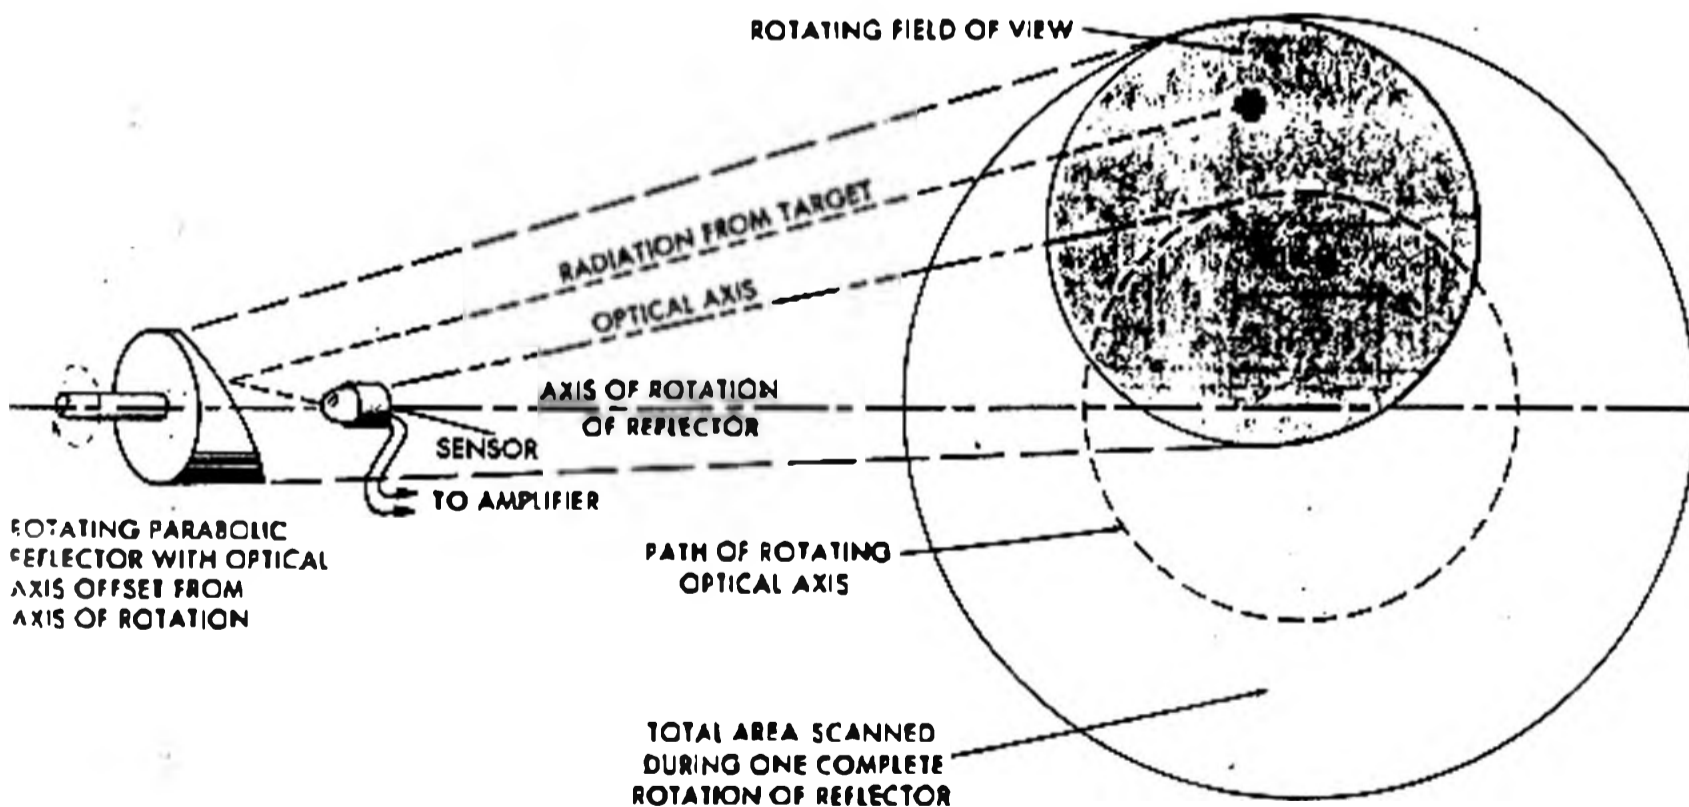 ROTATING FIELD OF VIEW
RADIATION FROM TARGET
OPTICAL AXIS
AXIS OF ROTATION
OF REFLECTOR
SENSOR
TO AMPLIFIER
ROTATING PARABOLIC
REFLECTOR WITH OPTICAL
AXIS OFFSET FROM
AXIS OF ROTATION
PATH OF ROTATING
OPTICAL AXIS
TOTAL AREA SCANNED
DURING ONE COMPLETE
ROTATION OF REFLECTOR